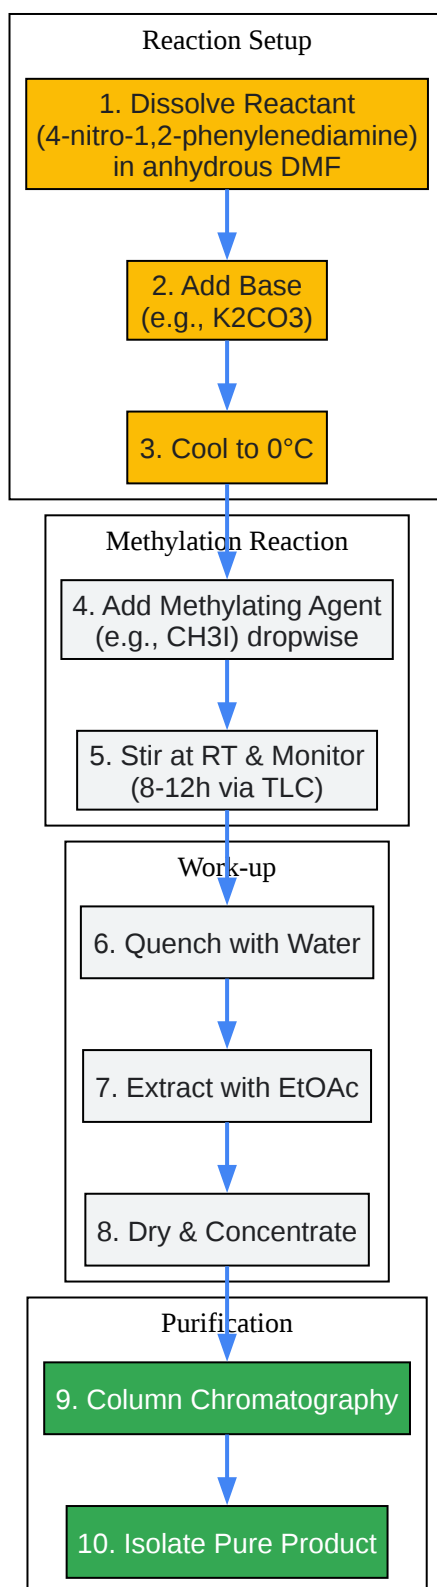 Reaction Setup
1. Dissolve Reactant
(4-nitro-1,2-phenylenediamine)
in anhydrous DMF
2. Add Base
(e.g., K2CO3)
3. Cool to 0°C
Methylation Reaction
4. Add Methylating Agent
(e.g., CH3I) dropwise
5. Stir at RT & Monitor
(8-12h via TLC)
Work-up
6. Quench with Water
7. Extract with EtOAc
8. Dry & Concentrate
Purification
9. Column Chromatography
10. Isolate Pure Product